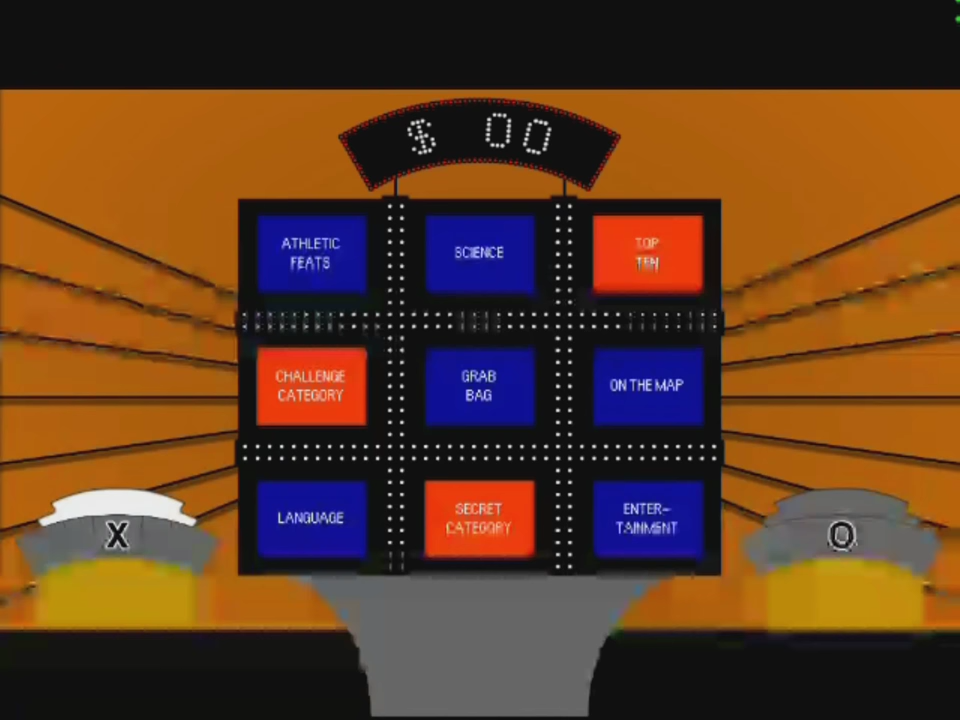 $ 00
ATHLETIC
FEATS
SCIENCE
TOP
TEN
CHALLENGE
CATEGORY
GRAB
BAG
ON THE MAP
LANGUAGE
SECRET
CATEGORY
ENTER-
TAINMENT
X
O